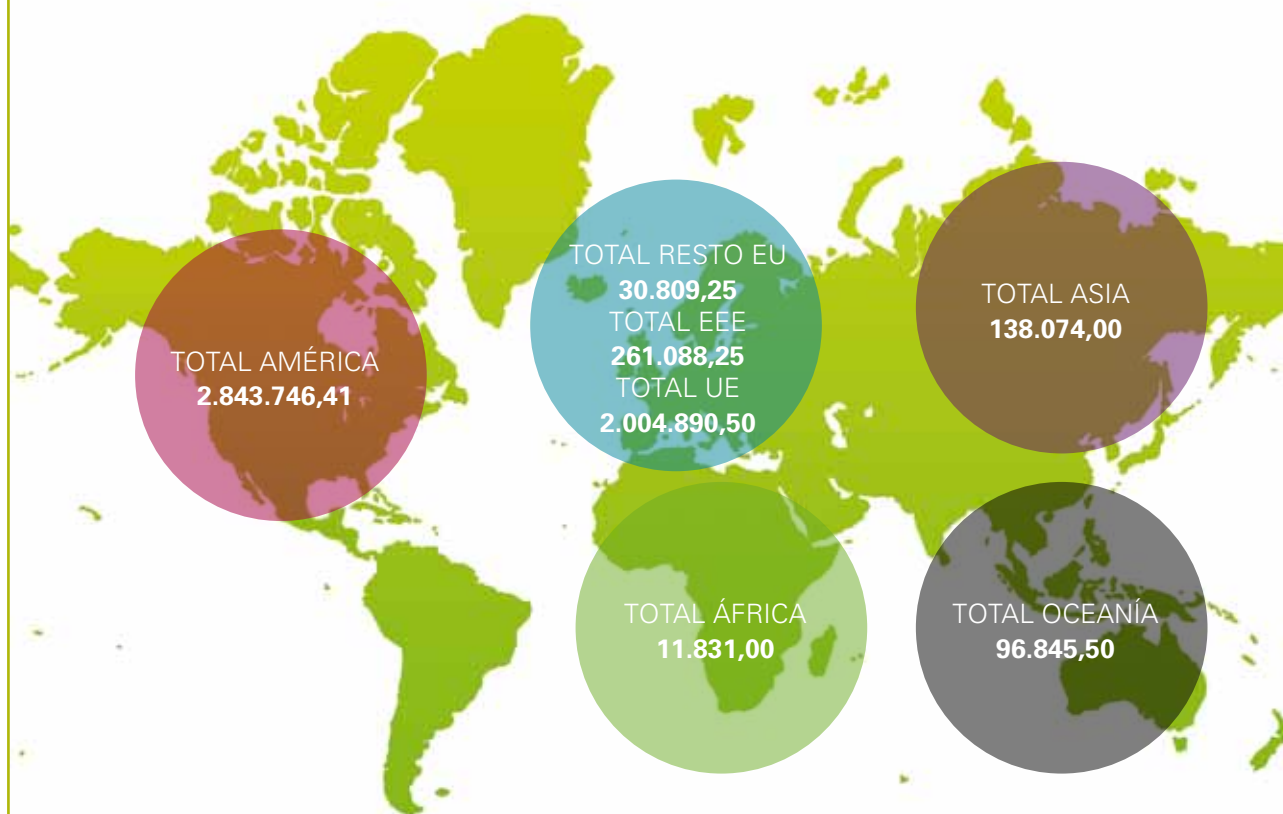 TOTAL AMÉRICA
2.843.746,41
TOTAL RESTO EU
30.809,25
TOTAL EEE
261.088,25
TOTAL UE
2.004.890,50
TOTAL ASIA
138.074,00
TOTAL ÁFRICA
11.831,00
TOTAL OCEANÍA
96.845,50